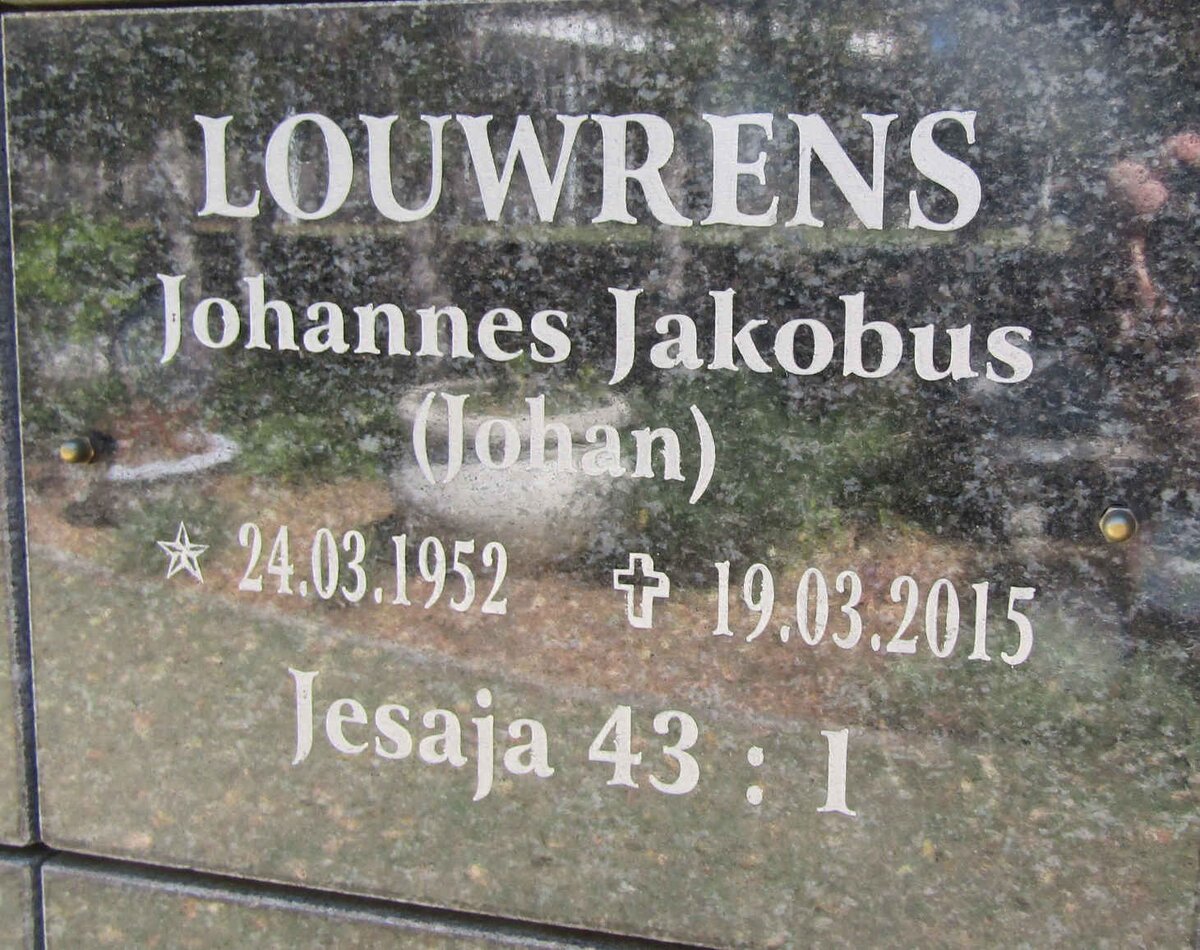 LOUWRENS
Johannes Jakobus
(Johan)
24.03.1952 19.03.2015
Jesaja 43 : 1